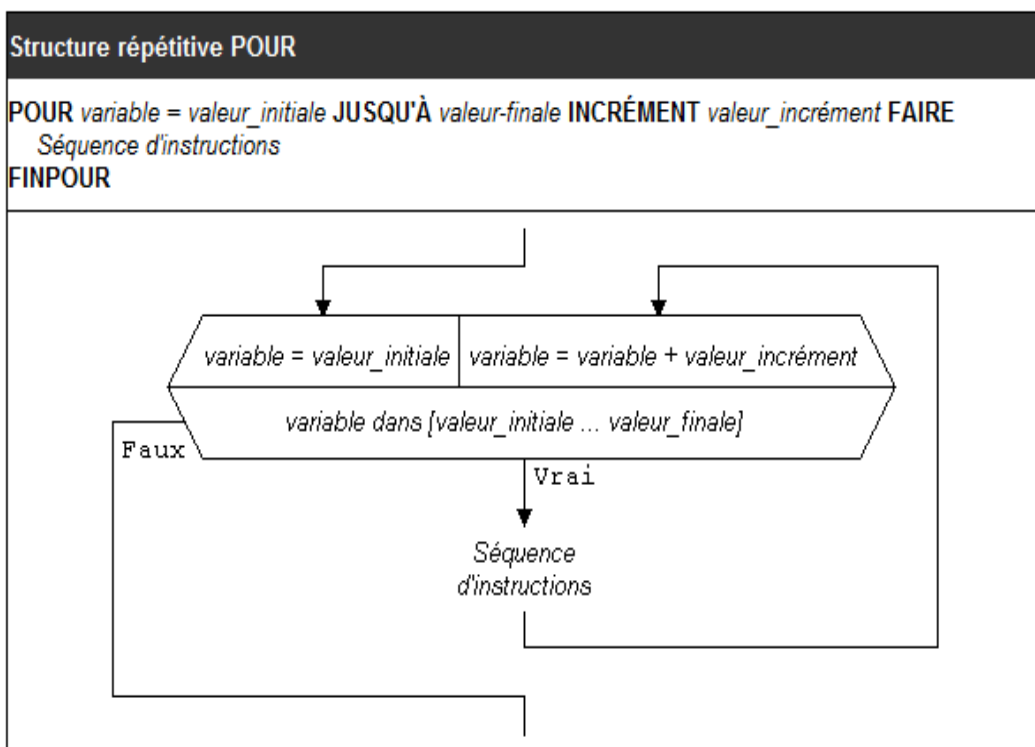 Structure répétitive POUR
POUR variable = valeur_initiale JUSQU'À valeur-finale INCRÉMENT valeur_incrément FAIRE
Séquence d'instructions
FINPOUR
variable = valeur_initiale
variable = variable + valeur_incrément
variable dans [valeur_initiale ... valeur_finale]
Faux
Vrai
Séquence
d'instructions